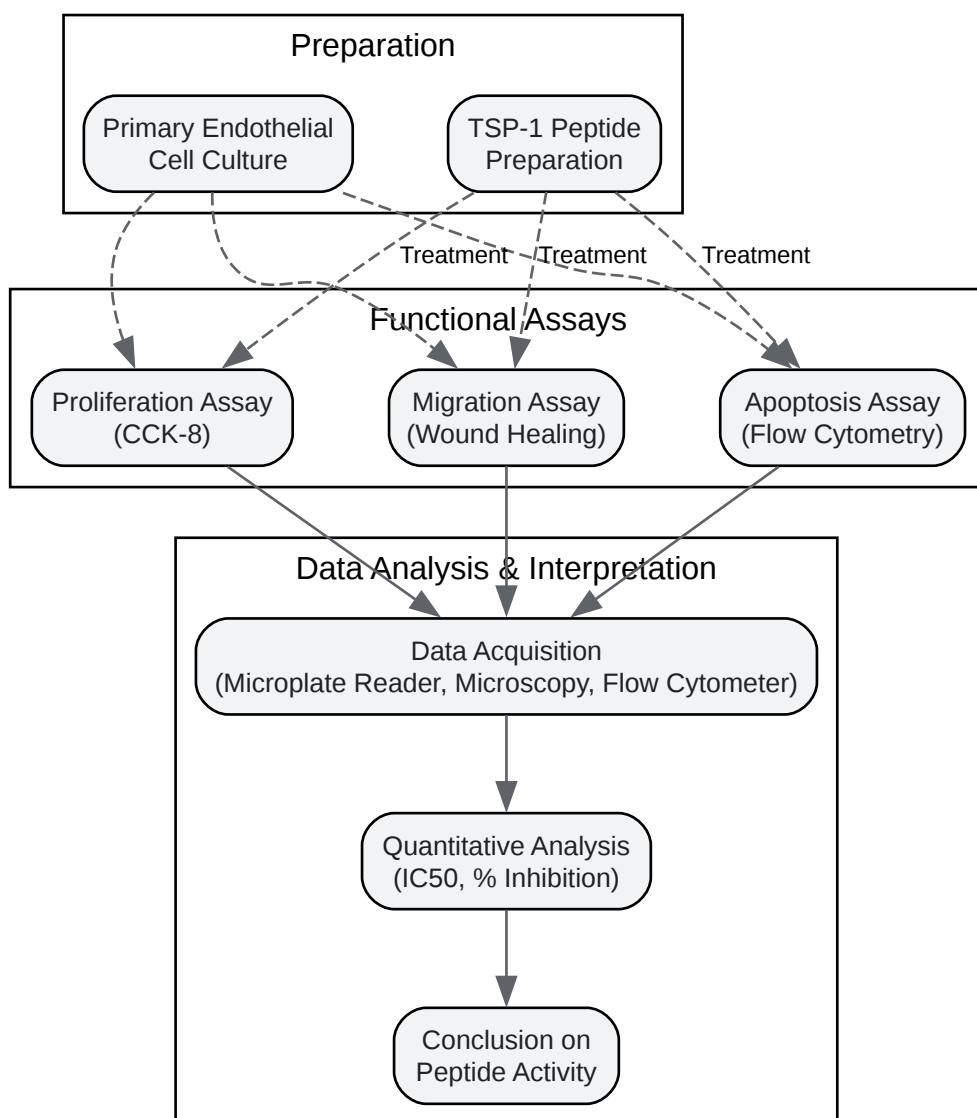 Preparation
Primary Endothelial
Cell Culture
TSP-1 Peptide
Preparation
Treatment
Treatment
Treatment
Functional Assays
Proliferation Assay
(CCK-8)
Migration Assay
(Wound Healing)
Apoptosis Assay
(Flow Cytometry)
Data Analysis & Interpretation
Data Acquisition
(Microplate Reader, Microscopy, Flow Cytometer)
Quantitative Analysis
(IC50, % Inhibition)
Conclusion on
Peptide Activity